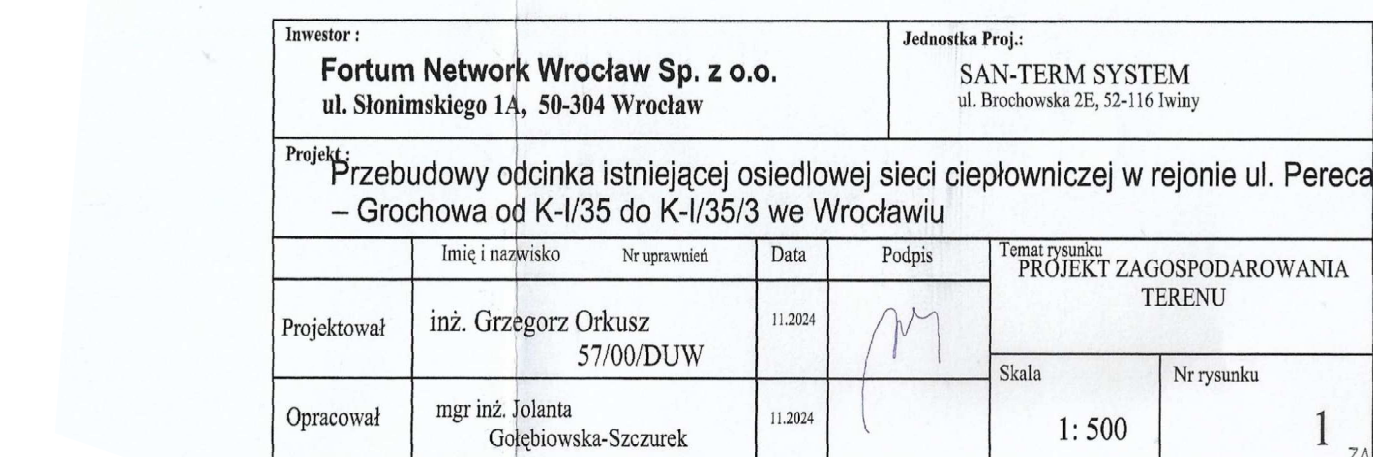 Inwestor :
Fortum Network Wrocław Sp. z o.o.
ul. Słonimskiego 1A, 50-304 Wrocław
Jednostka Proj.:
SAN-TERM SYSTEM
ul. Brochowska 2E, 52-116 Iwiny
Projekt :
Przebudowy odcinka istniejącej osiedlowej sieci ciepłowniczej w rejonie ul. Pereca
– Grochowa od K-I/35 do K-I/35/3 we Wrocławiu
Imię i nazwisko Nr uprawnień Data Podpis
Projektował inż. Grzegorz Orkusz 11.2024
57/00/DUW
Opracował mgr inż. Jolanta 11.2024
Gołębiowska-Szczurek
Temat rysunku
PROJEKT ZAGOSPODAROWANIA
TERENU
Skala Nr rysunku
1: 500 1